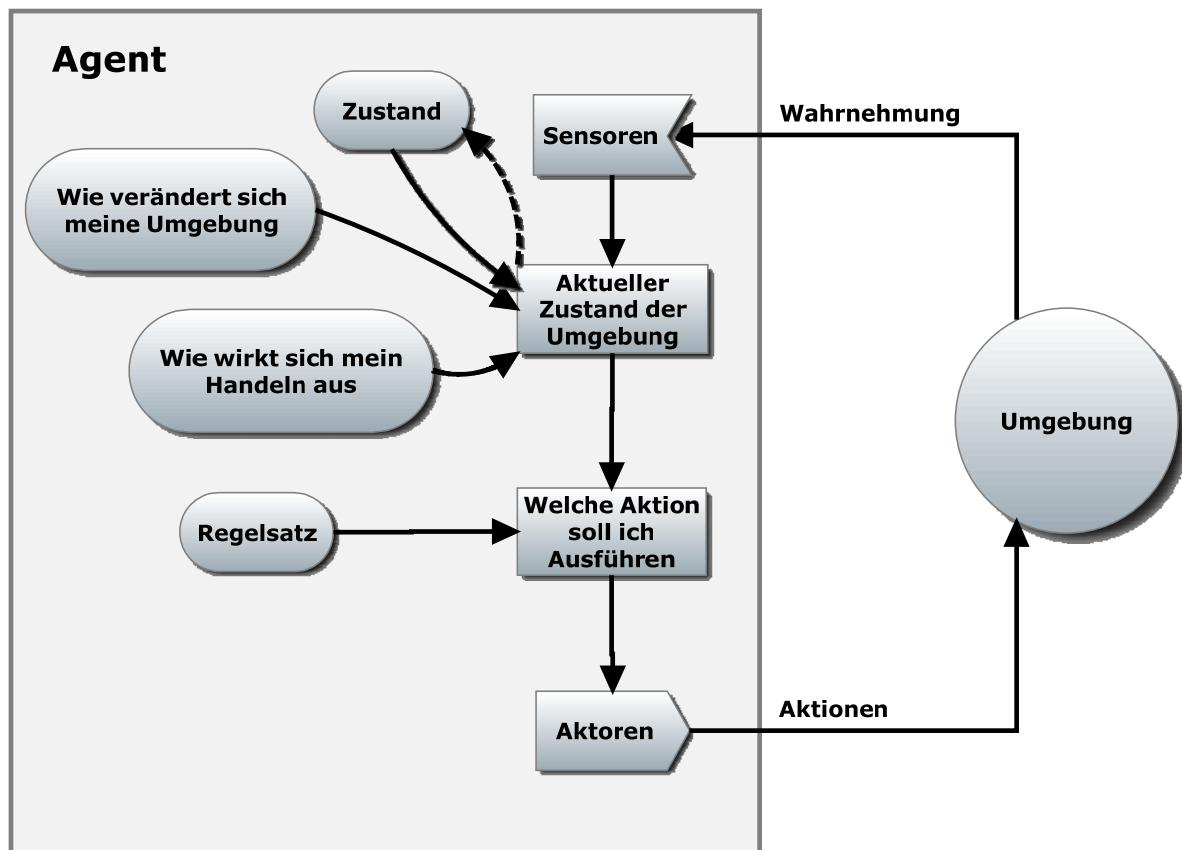 Agent
Zustand
Sensoren
Wahrnehmung
Wie verändert sich
meine Umgebung
Aktueller
Zustand der
Umgebung
Wie wirkt sich mein
Handeln aus
Umgebung
Regelsatz
Welche Aktion
soll ich
Ausführen
Aktoren
Aktionen